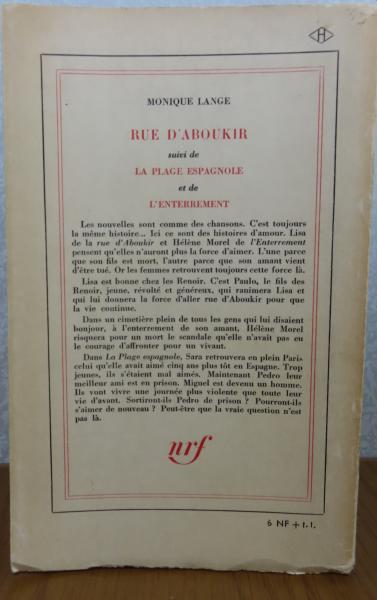 H
MONIQUE LANGE
RUE D'ABOUKIR
suivi de
LA PLAGE ESPAGNOLE
et de
L'ENTERREMENT
Les nouvelles sont comme des chansons. C'est toujours
la même histoire... Ici ce sont des histoires d'amour. Lisa
de la rue d'Aboukir et Hélène Morel de l'Enterrement
pensent qu'elles n'auront plus la force d'aimer. L'une parce
que son fils est mort, l'autre parce que son amant vient
d'être tué. Or les femmes retrouvent toujours cette force là.
Lisa est bonne chez les Renoir. C'est Paulo, le fils des
Renoir, jeune, révolté et généreux, qui ranimera Lisa et
qui lui donnera la force d'aller rue d'Aboukir pour que
la vie continue.
Dans un cimetière plein de tous les gens qui lui disaient
bonjour, à l'enterrement de son amant, Hélène Morel
risquera pour un mort le scandale qu'elle n'avait pas eu
le courage d'affronter pour un vivant.
Dans La Plage espagnole, Sara retrouvera en plein Paris
celui qu'elle avait aimé cinq ans plus tôt en Espagne. Trop
jeunes, ils s'étaient mal aimés. Maintenant Pedro leur
meilleur ami est en prison. Miguel est devenu un homme.
Ils vont vivre une journée plus violente que toute leur
vie d'avant. Sortiront-ils Pedro de prison ? Pourront-ils
s'aimer de nouveau ? Peut-être que la vraie question n'est
pas là.
nrf
6 NF + t. l.